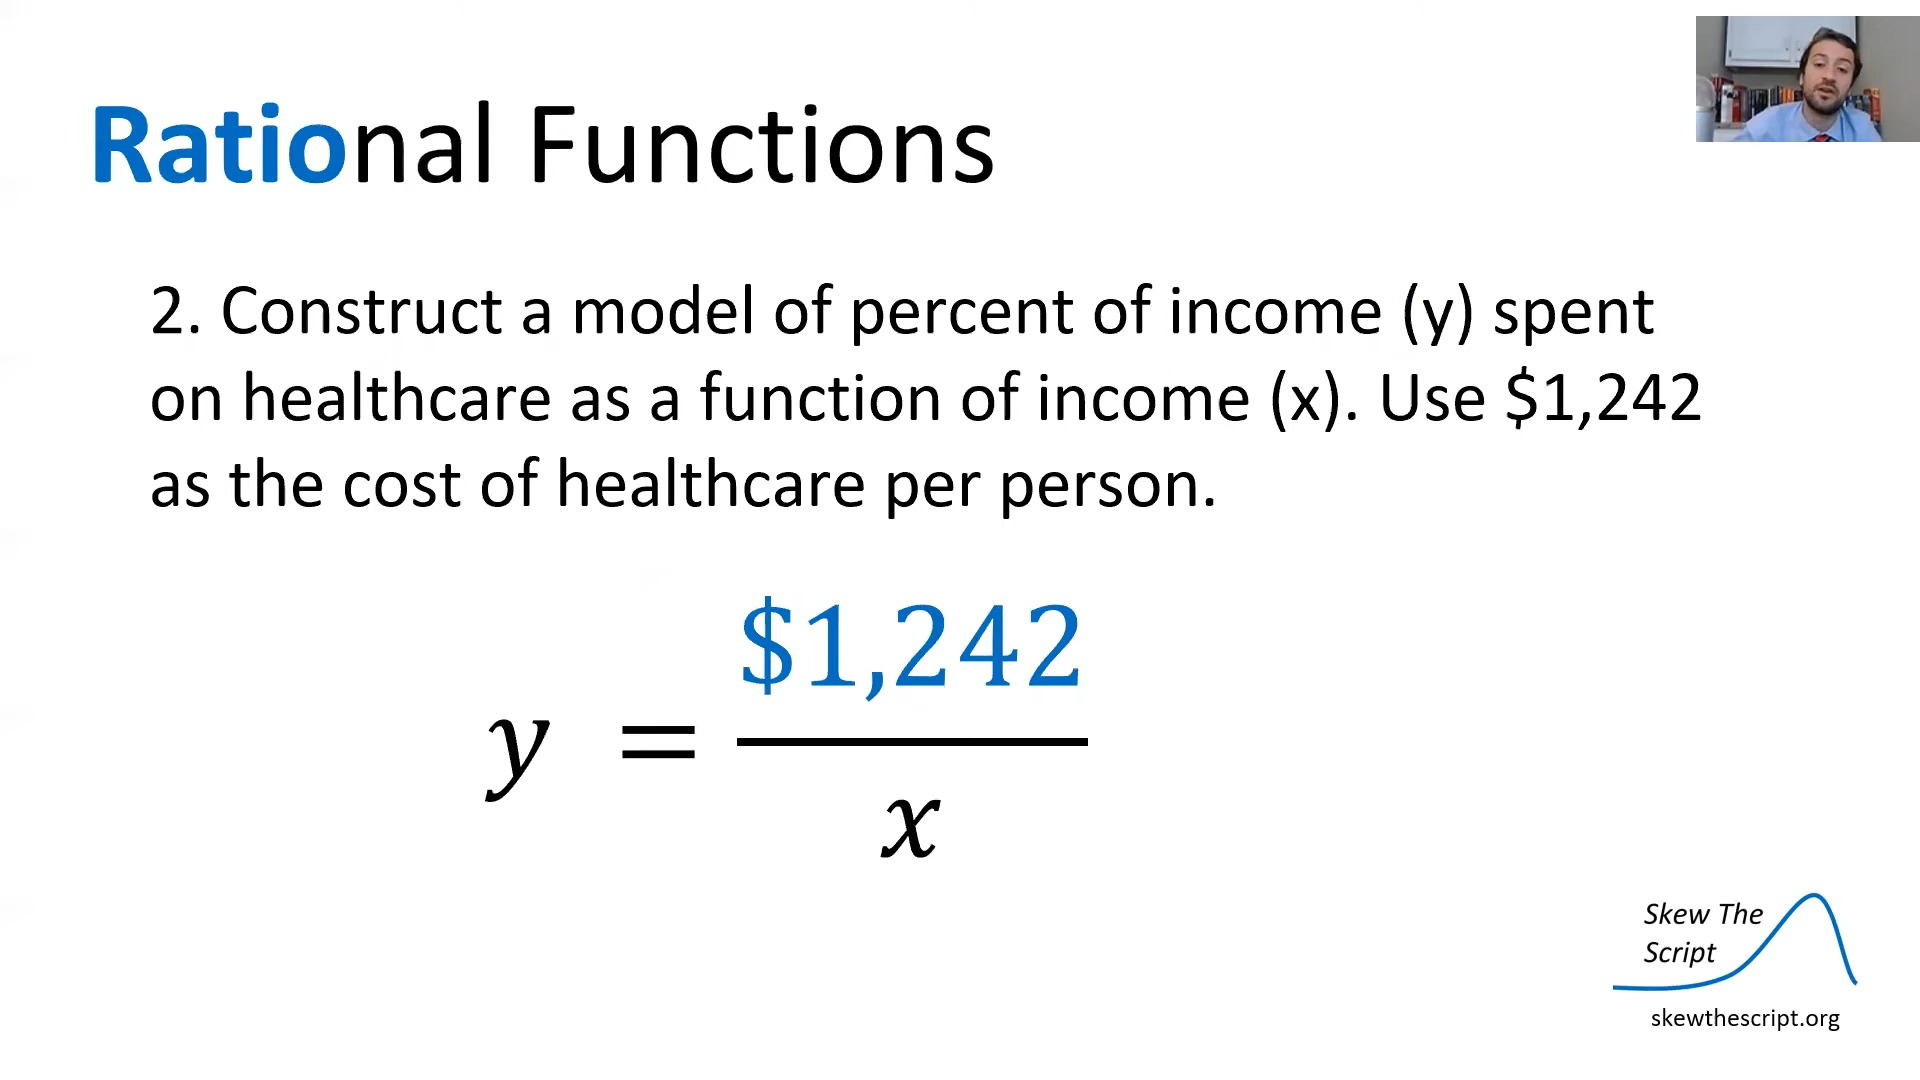 Rational Functions
2. Construct a model of percent of income (y) spent
on healthcare as a function of income (x). Use $1,242
as the cost of healthcare per person.
y = $1,242
x
Skew The
Script
skewthescript.org